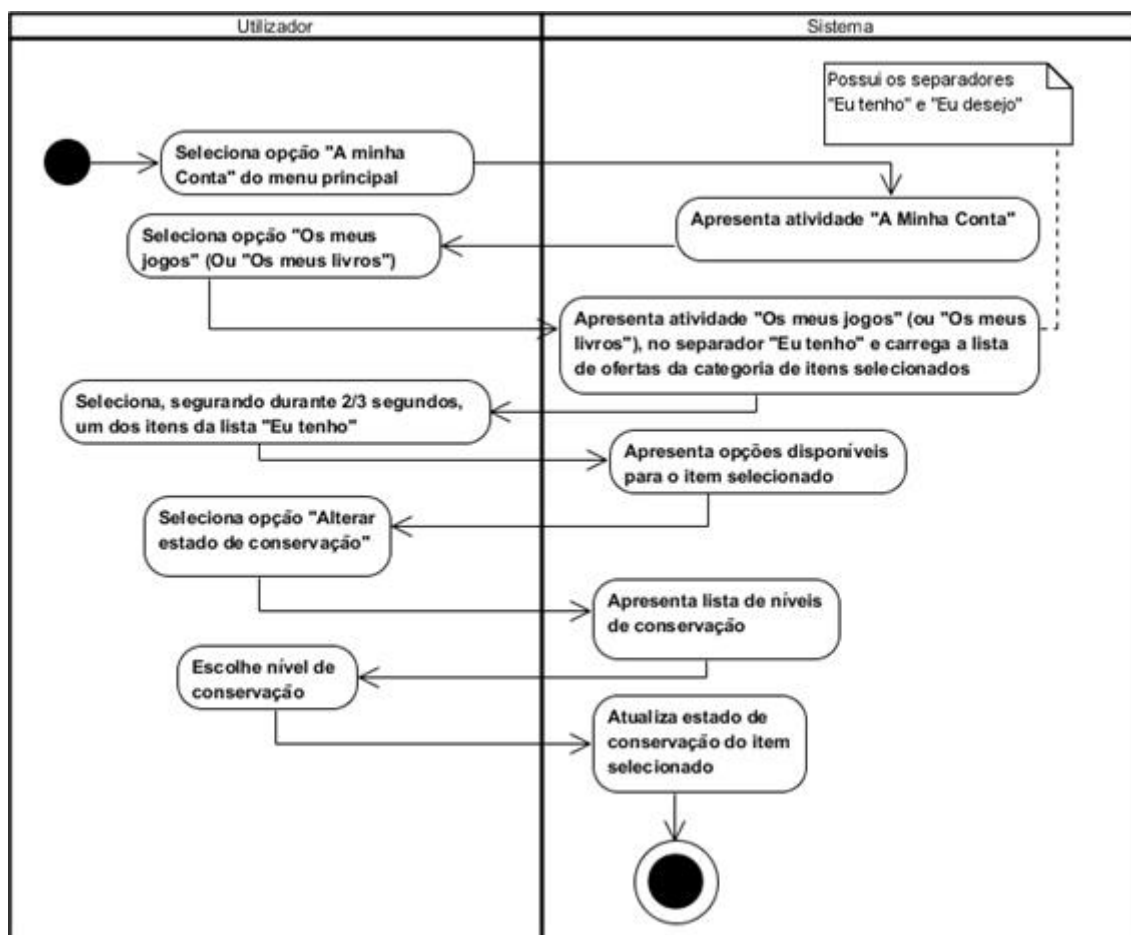 Utilizador
Sistema
Possui os separadores
"Eu tenho" e "Eu desejo"
Seleciona opção "A minha
Conta" do menu principal
Apresenta atividade "A Minha Conta"
Seleciona opção "Os meus
jogos" (Ou "Os meus livros")
Apresenta atividade "Os meus jogos" (ou "Os meus
livros"), no separador "Eu tenho" e carrega a lista
de ofertas da categoria de itens selecionados
Seleciona, segurando durante 2/3 segundos,
um dos itens da lista "Eu tenho"
Apresenta opções disponíveis
para o item selecionado
Seleciona opção "Alterar
estado de conservação"
Apresenta lista de níveis
de conservação
Escolhe nível de
conservação
Atualiza estado de
conservação do item
selecionado